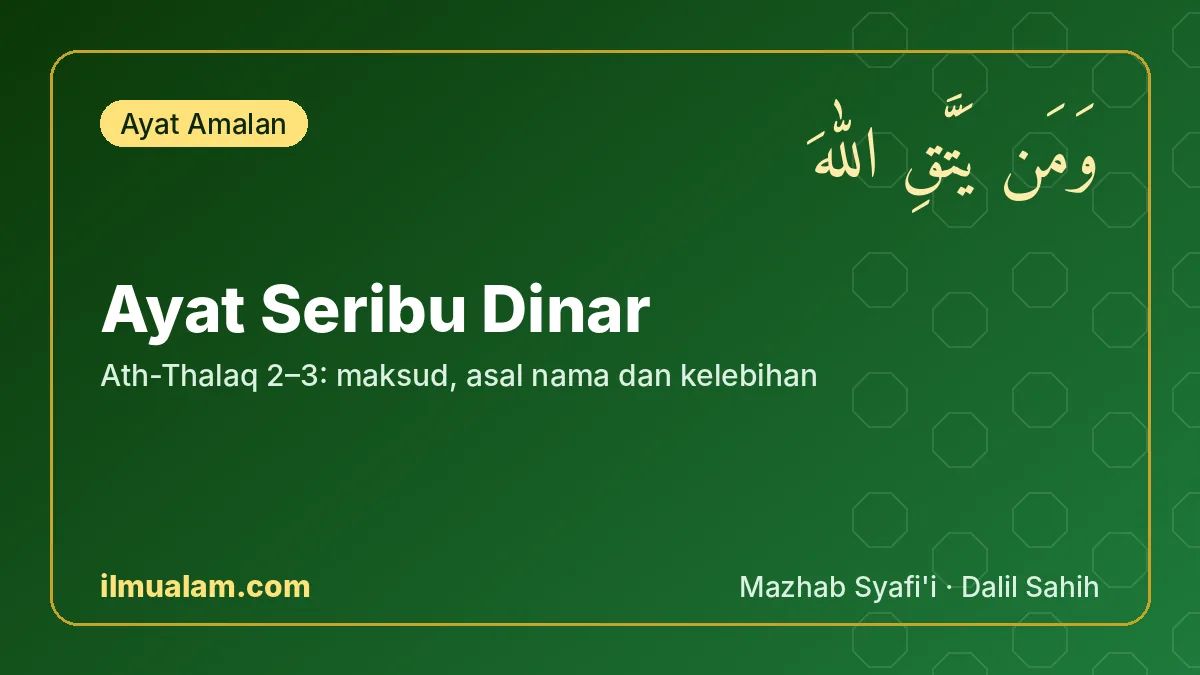 Ayat Amalan
وَمَن يَتَّقِ اللَّهَ
Ayat Seribu Dinar
Ath-Thalaq 2–3: maksud, asal nama dan kelebihan
ilmualam.com
Mazhab Syafi'i · Dalil Sahih